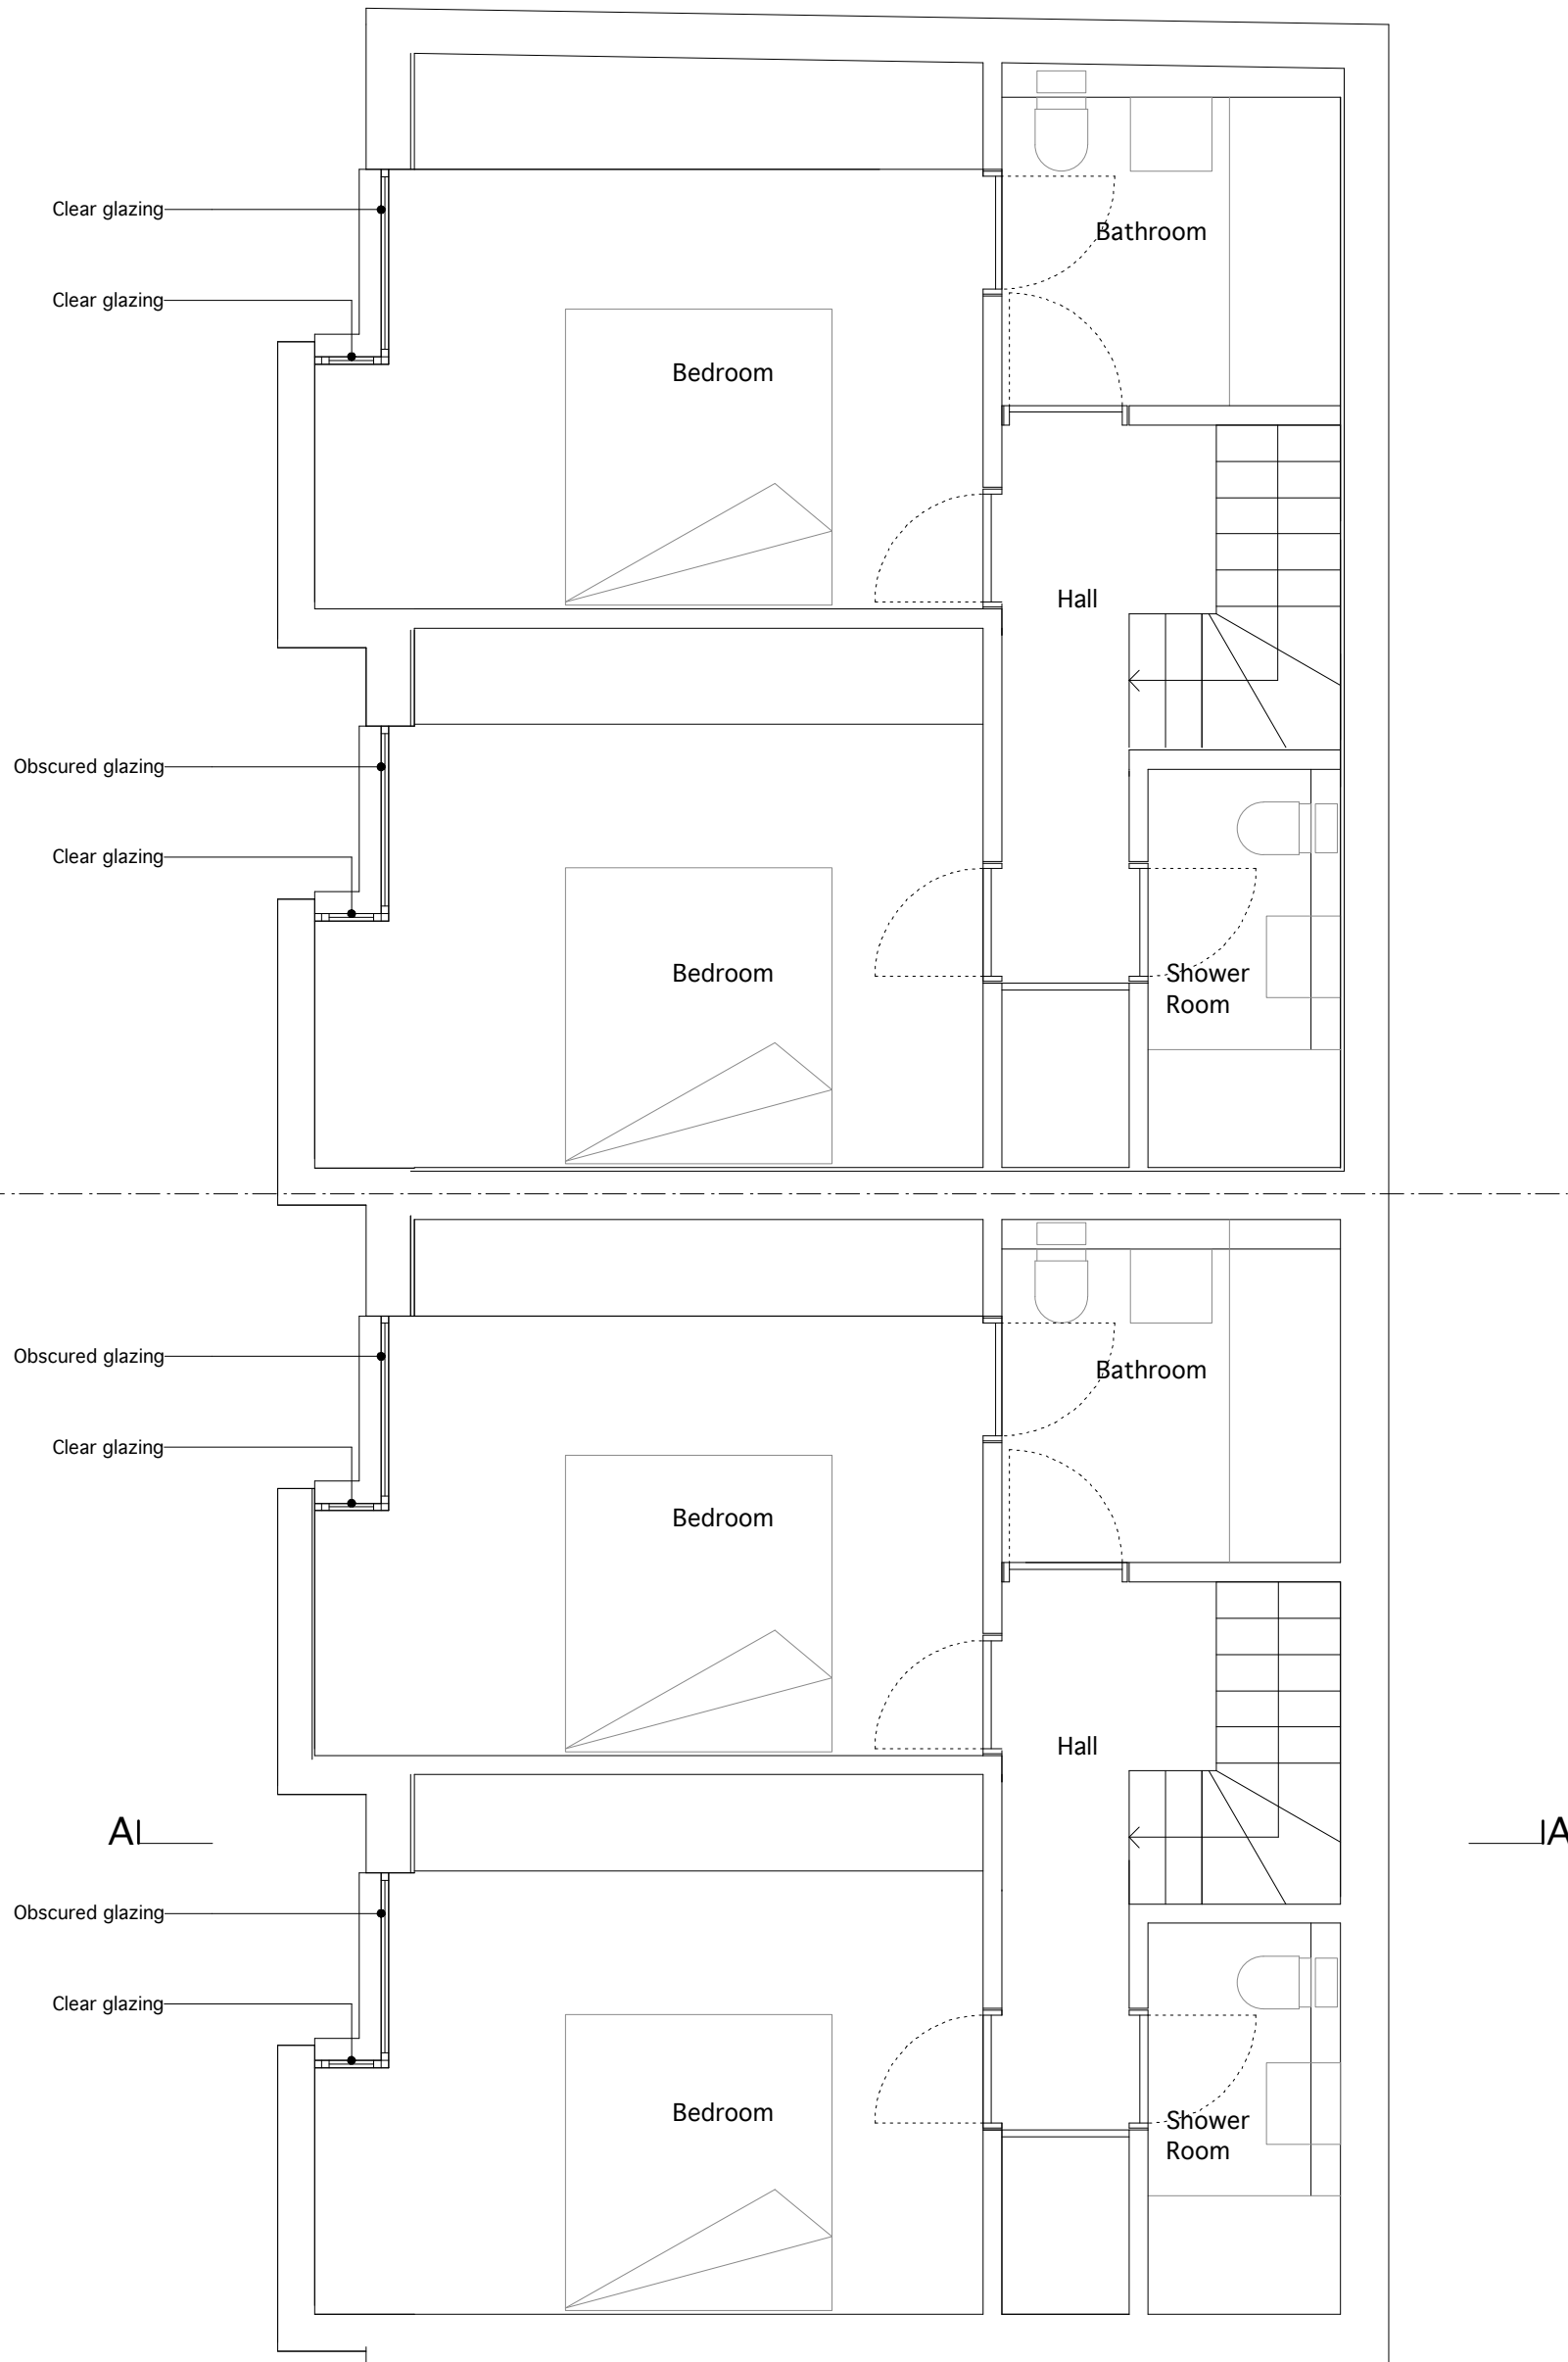 Clear glazing
Bathroom
Clear glazing
Bedroom
Hall
Obscured glazing
Clear glazing
Bedroom
Shower
Room
Obscured glazing
Bathroom
Clear glazing
Bedroom
Hall
A
A
Obscured glazing
Clear glazing
Bedroom
Shower
Room